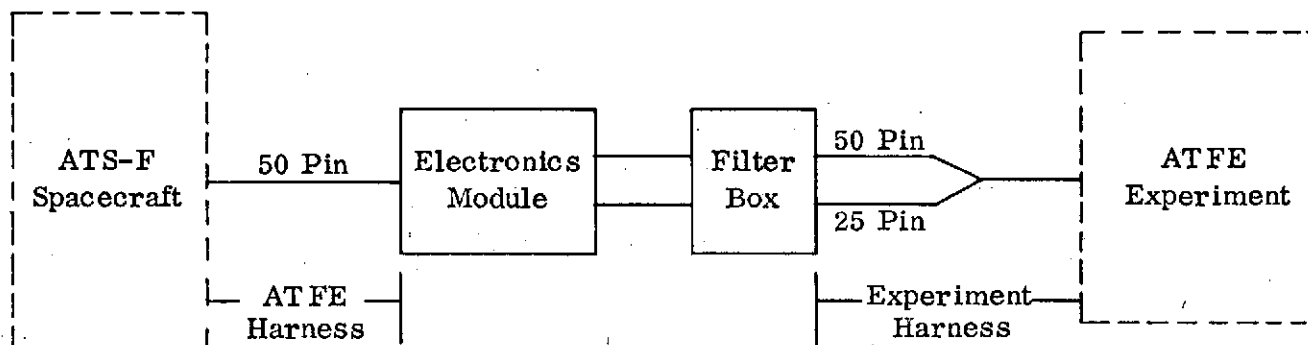 ATS-F
Spacecraft
50 Pin
ATFE
Harness
Electronics
Module
Filter
Box
50 Pin
25 Pin
Experiment
Harness
ATFE
Experiment